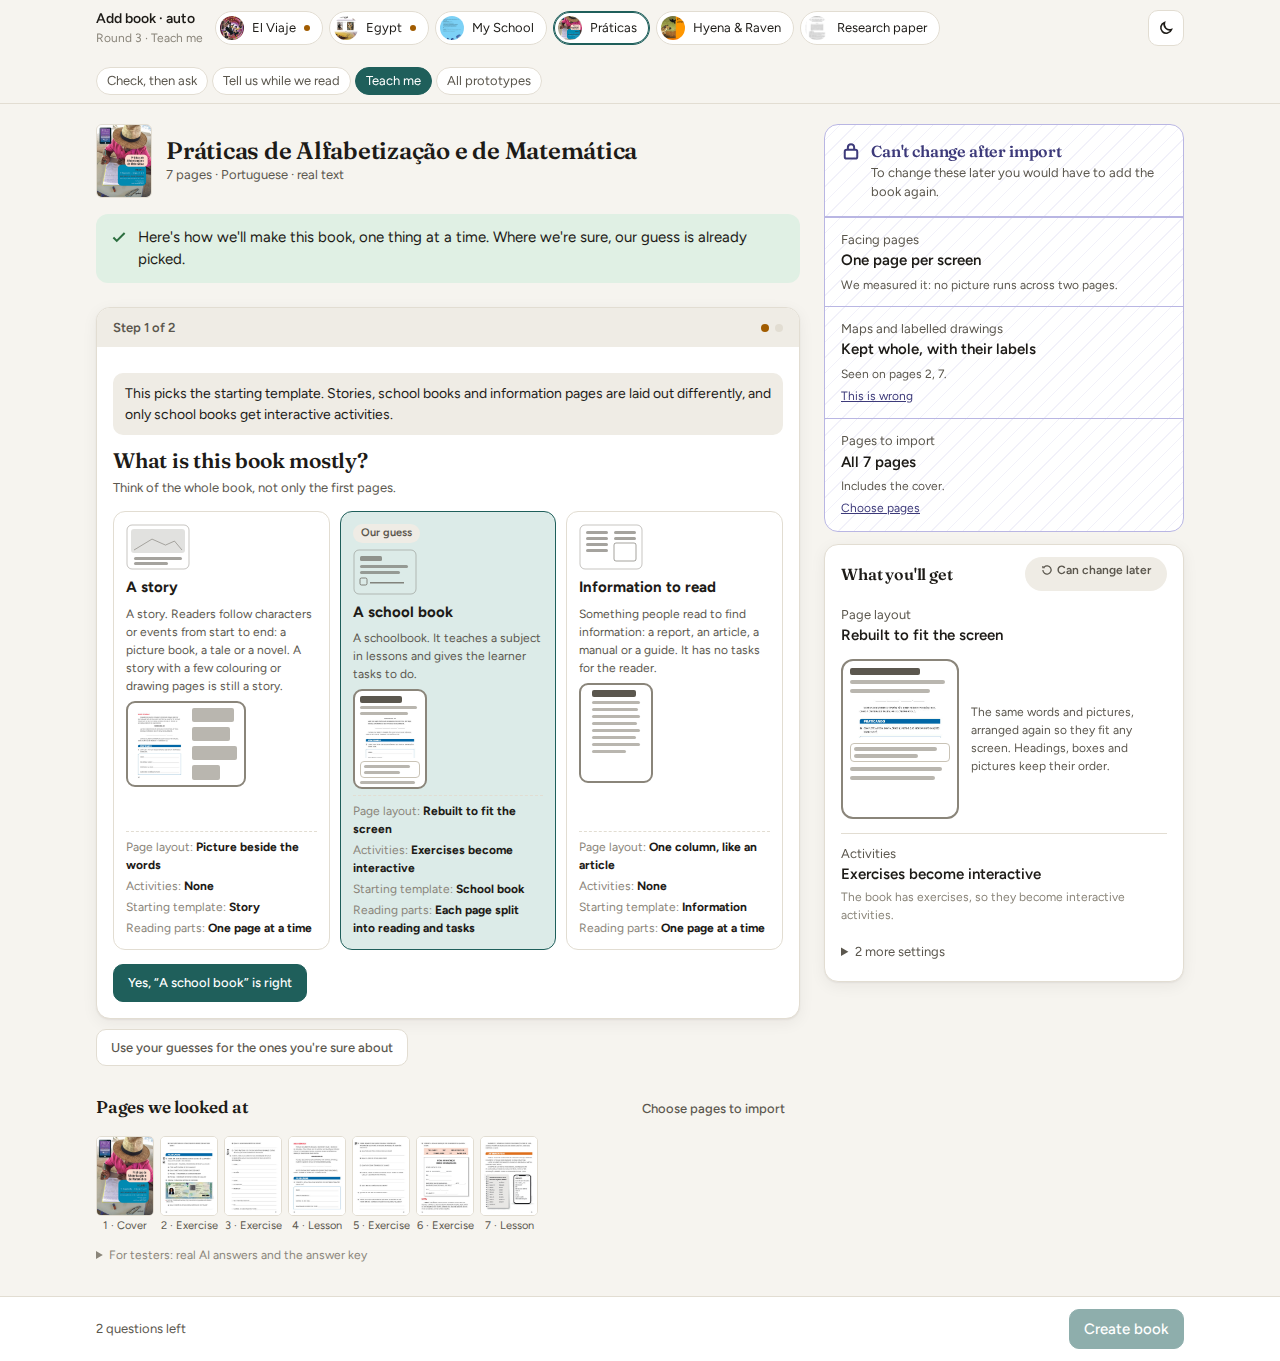 Add book · auto
Round 3 · Teach me
El Viaje
Egypt
My School
Práticas
Hyena & Raven
Research paper
Check, then ask
Tell us while we read
Teach me
All prototypes
Práticas de Alfabetização e de Matemática
7 pages · Portuguese · real text
Here's how we'll make this book, one thing at a time. Where we're sure, our guess is already
picked.
Step 1 of 2
This picks the starting template. Stories, school books and information pages are laid out differently, and
only school books get interactive activities.
What is this book mostly?
Think of the whole book, not only the first pages.
A story
A story. Readers follow characters
or events from start to end: a
picture book, a tale or a novel. A
story with a few colouring or
drawing pages is still a story.
Page layout: Picture beside the
words
Activities: None
Starting template: Story
Reading parts: One page at a time
Our guess
A school book
A schoolbook. It teaches a subject
in lessons and gives the learner
tasks to do.
Page layout: Rebuilt to fit the
screen
Activities: Exercises become
interactive
Starting template: School book
Reading parts: Each page split
into reading and tasks
Information to read
Something people read to find
information: a report, an article, a
manual or a guide. It has no tasks
for the reader.
Page layout: One column, like an
article
Activities: None
Starting template: Information
Reading parts: One page at a time
Yes, “A school book” is right
Use your guesses for the ones you're sure about
Pages we looked at
Choose pages to import
1 · Cover
2 · Exercise
3 · Exercise
4 · Lesson
5 · Exercise
6 · Exercise
7 · Lesson
For testers: real AI answers and the answer key
Can't change after import
To change these later you would have to add the
book again.
Facing pages
One page per screen
We measured it: no picture runs across two pages.
Maps and labelled drawings
Kept whole, with their labels
Seen on pages 2, 7.
This is wrong
Pages to import
All 7 pages
Includes the cover.
Choose pages
What you'll get
Can change later
Page layout
Rebuilt to fit the screen
PRATICANDO
The same words and pictures,
arranged again so they fit any
screen. Headings, boxes and
pictures keep their order.
Activities
Exercises become interactive
The book has exercises, so they become interactive
activities.
2 more settings
2 questions left
Create book